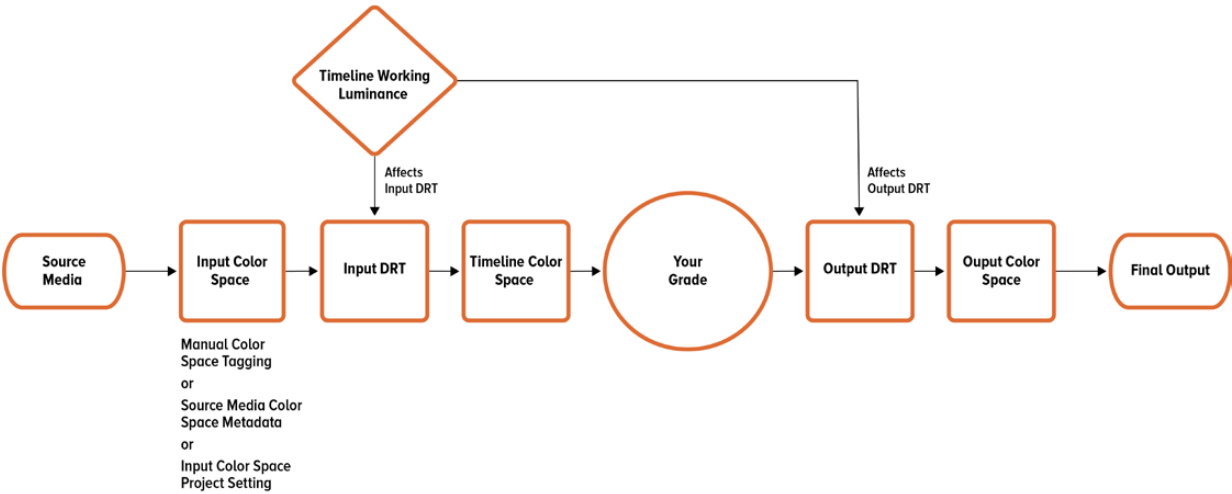 Timeline Working
Luminance
Affects
Input DRT
Affects
Output DRT
Source
Media
Input Color
Space
Input DRT
Timeline Color
Space
Your
Grade
Output DRT
Ouput Color
Space
Final Output
Manual Color
Space Tagging
or
Source Media Color
Space Metadata
or
Input Color Space
Project Setting